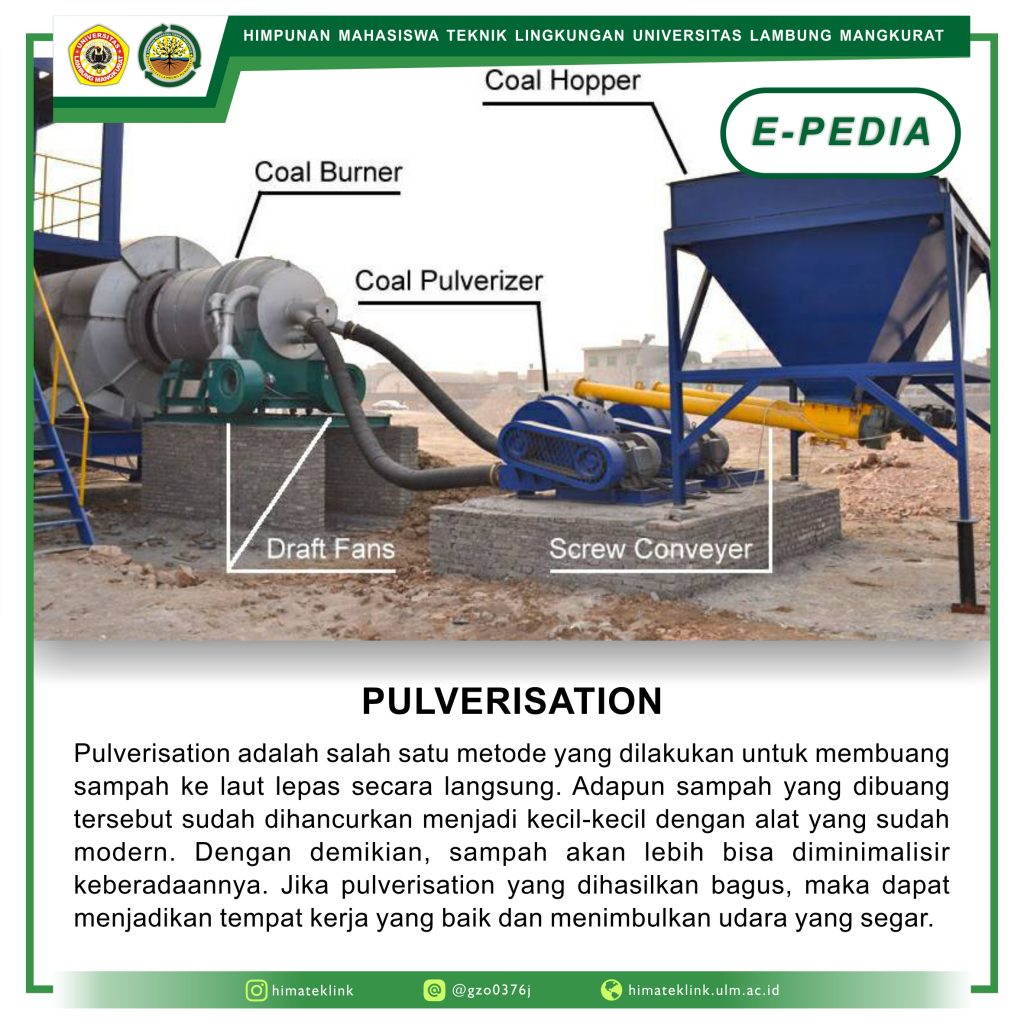 HIMPUNAN MAHASISWA TEKNIK LINGKUNGAN UNIVERSITAS LAMBUNG MANGKURAT
UNIVERSITAS
LAMBUNG MANGKURAT
Coal Hopper
E-PEDIA
Coal Burner
Coal Pulverizer
Draft Fans
Screw Conveyer
PULVERISATION
Pulverisation adalah salah satu metode yang dilakukan untuk membuang
sampah ke laut lepas secara langsung. Adapun sampah yang dibuang
tersebut sudah dihancurkan menjadi kecil-kecil dengan alat yang sudah
modern. Dengan demikian, sampah akan lebih bisa diminimalisir
keberadaannya. Jika pulverisation yang dihasilkan bagus, maka dapat
menjadikan tempat kerja yang baik dan menimbulkan udara yang segar.
himateklink
@gzo0376j
himateklink.ulm.ac.id